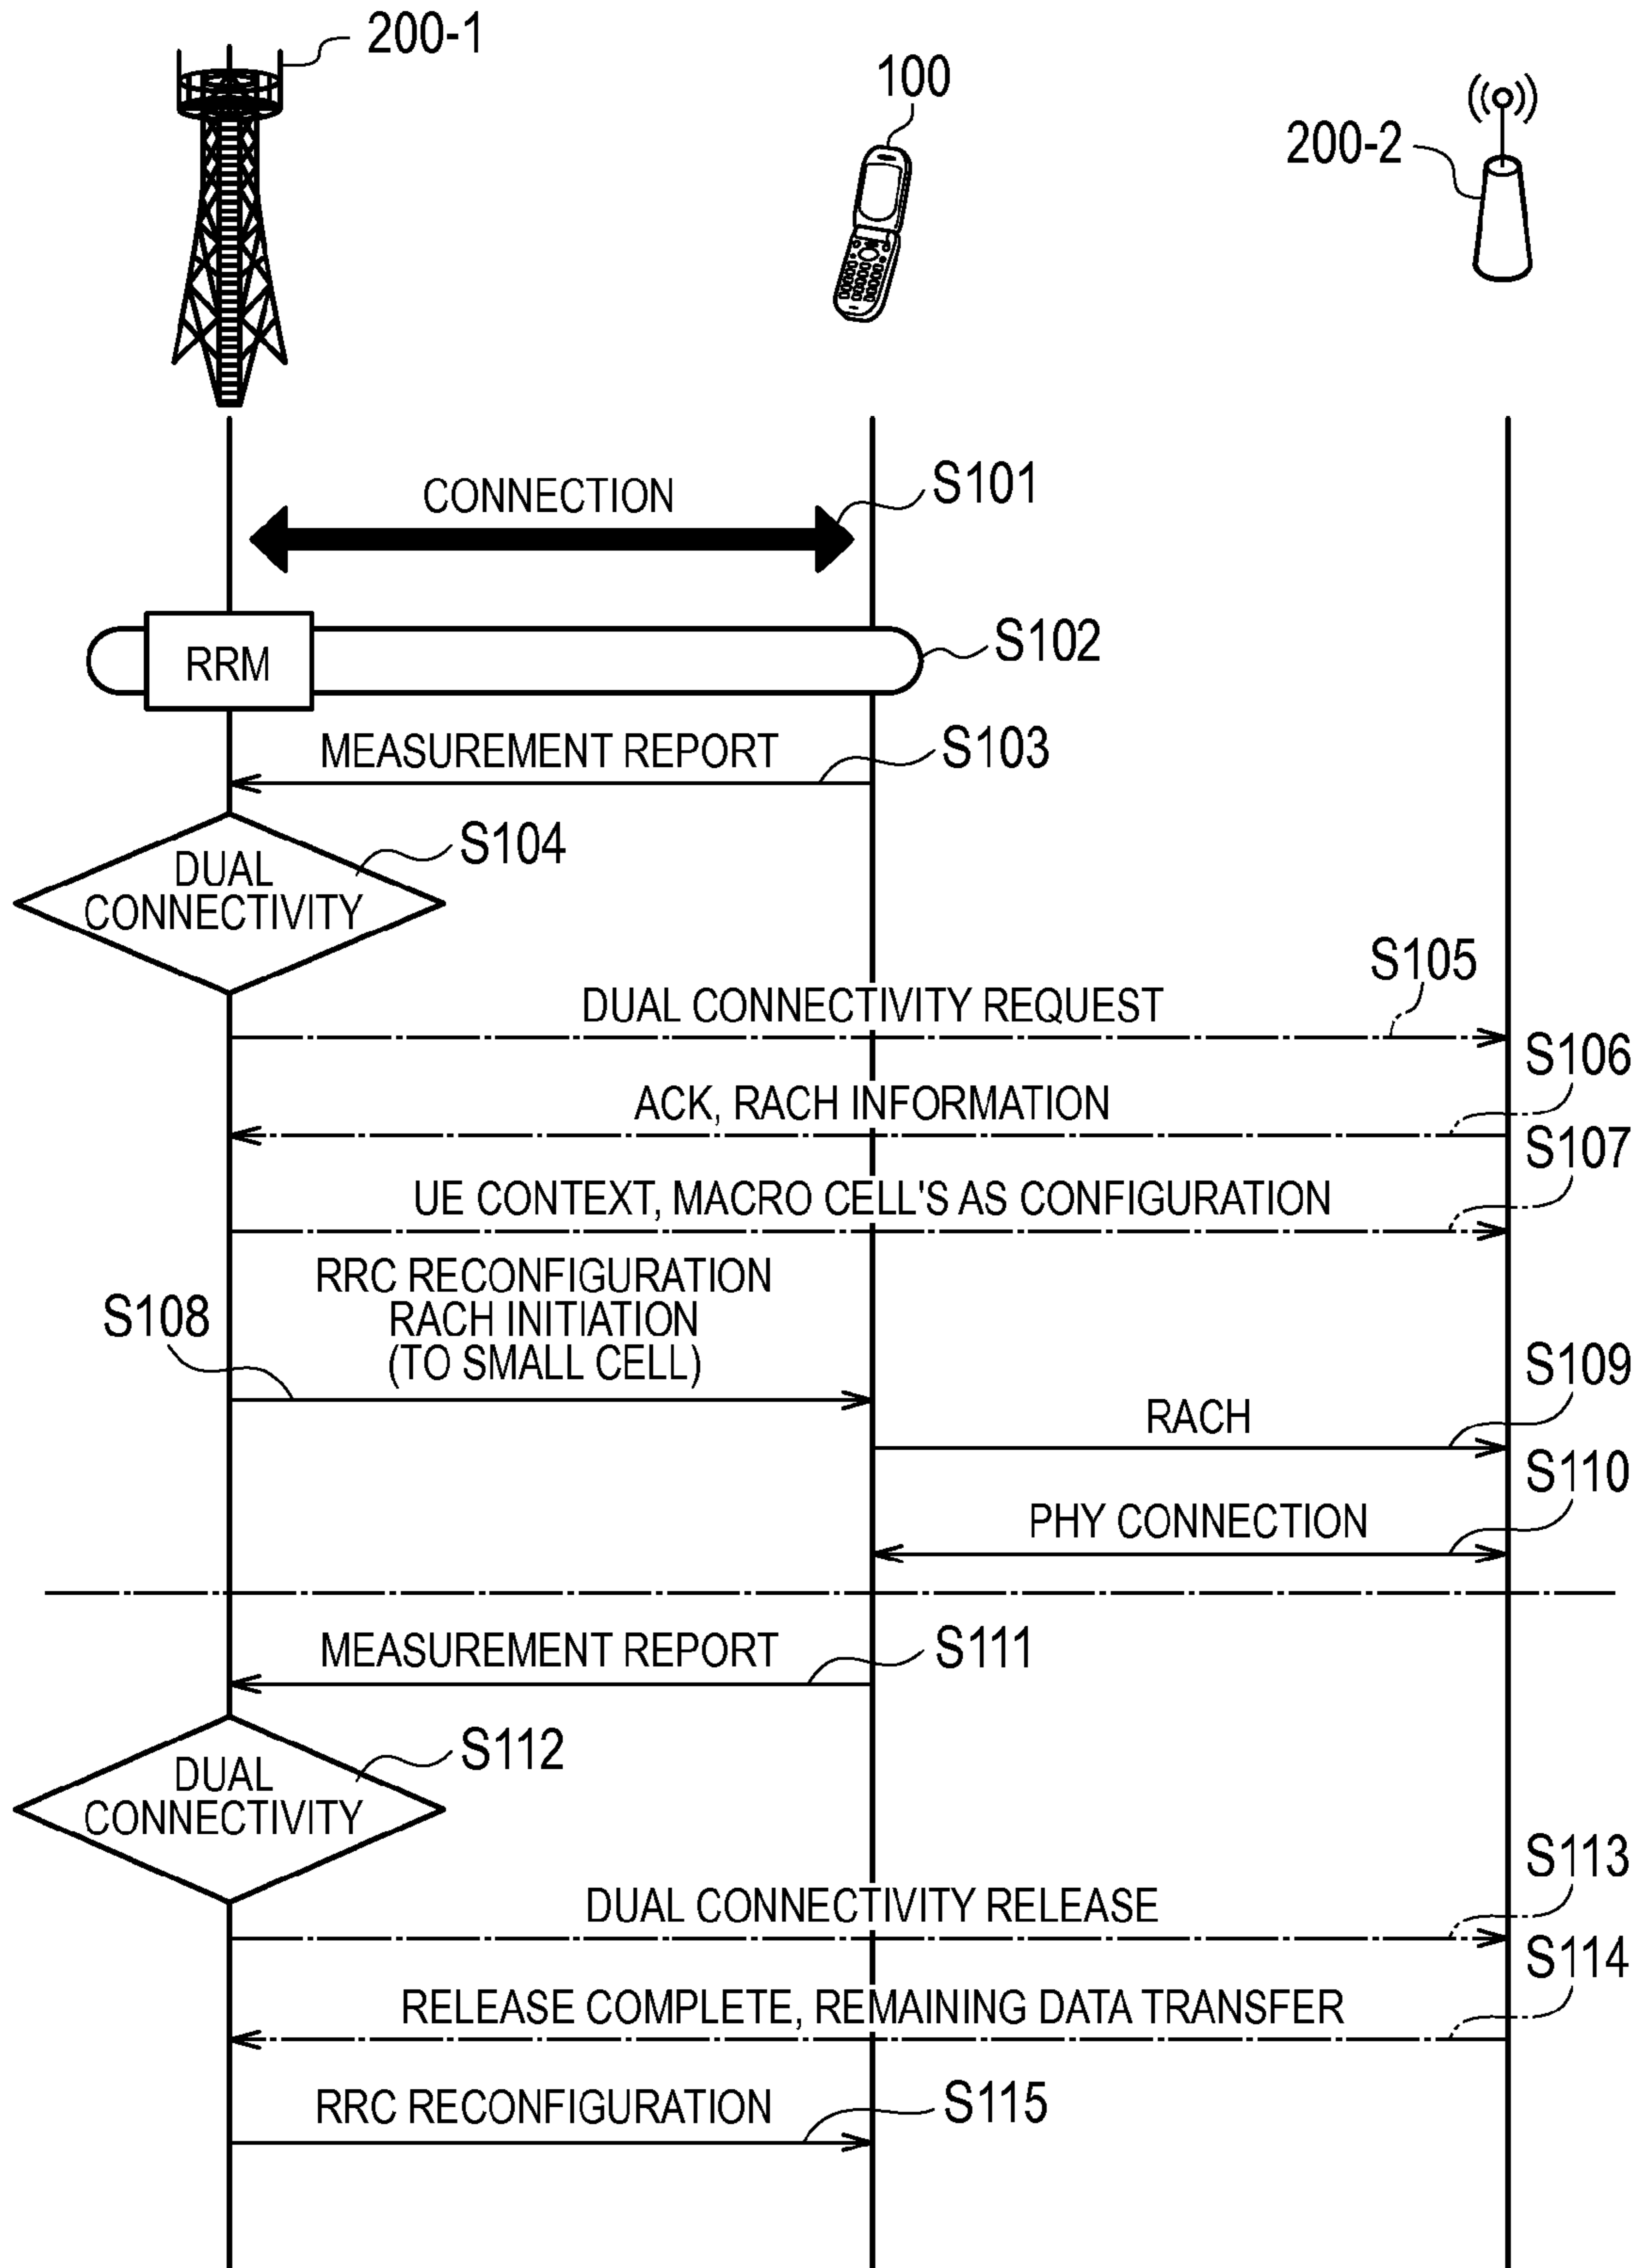 200-1
100
200-2
CONNECTION
S101
RRM
S102
MEASUREMENT REPORT
S103
DUAL
CONNECTIVITY
S104
S105
DUAL CONNECTIVITY REQUEST
S106
ACK, RACH INFORMATION
S107
UE CONTEXT, MACRO CELL'S AS CONFIGURATION
RRC RECONFIGURATION
RACH INITIATION
(TO SMALL CELL)
S108
S109
RACH
S110
PHY CONNECTION
MEASUREMENT REPORT
S111
DUAL
CONNECTIVITY
S112
S113
DUAL CONNECTIVITY RELEASE
S114
RELEASE COMPLETE, REMAINING DATA TRANSFER
RRC RECONFIGURATION
S115